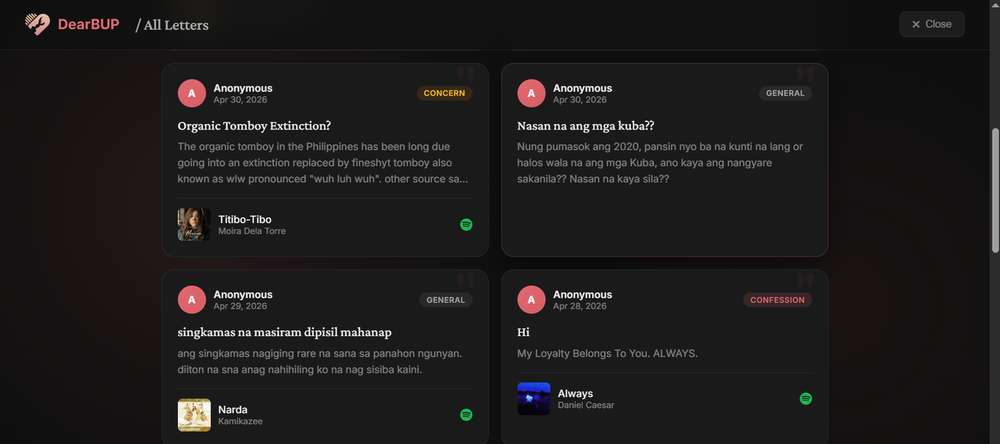 DearBUP / All Letters × Close
A Anonymous
Apr 30, 2026
CONCERN
Organic Tomboy Extinction?
The organic tomboy in the Philippines has been long due
going into an extinction replaced by fineshyt tomboy also
known as wlw pronounced "wuh luh wuh". other source sa...
Titibo-Tibo
Moira Dela Torre
A Anonymous
Apr 30, 2026
GENERAL
Nasan na ang mga kuba??
Nung pumasok ang 2020, pansin nyo ba na kunti na lang or
halos wala na ang mga Kuba, ano kaya ang nangyare
sakanila?? Nasan na kaya sila??
A Anonymous
Apr 29, 2026
GENERAL
singkamas na masiram dipisil mahanap
ang singkamas nagiging rare na sana sa panahon ngunyan.
diiton na sna anag nahihiling ko na nag sisiba kaini.
Narda
Kamikazee
A Anonymous
Apr 28, 2026
CONFESSION
Hi
My Loyalty Belongs To You. ALWAYS.
Always
Daniel Caesar